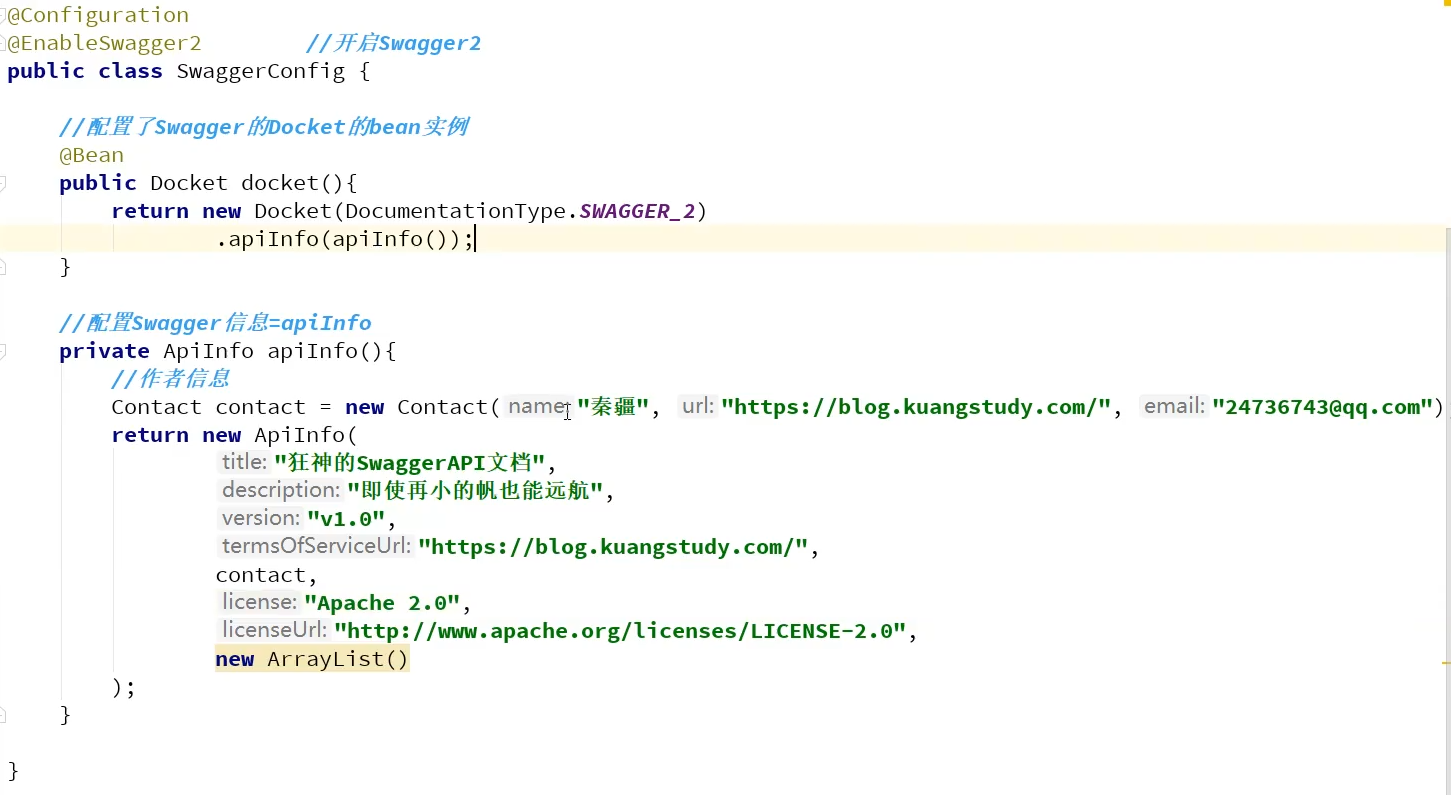 @Configuration
@EnableSwagger2        //开启Swagger2
public class SwaggerConfig {
//配置了Swagger的Docket的bean实例
@Bean
public Docket docket(){
return new Docket(DocumentationType.SWAGGER_2)
.apiInfo(apiInfo());
}
//配置Swagger信息=apiInfo
private ApiInfo apiInfo(){
//作者信息
Contact contact = new Contact( name: "秦疆", url: "https://blog.kuangstudy.com/", email: "24736743@qq.com")
return new ApiInfo(
title: "狂神的SwaggerAPI文档",
description: "即使再小的帆也能远航",
version: "v1.0",
termsOfServiceUrl: "https://blog.kuangstudy.com/",
contact,
license: "Apache 2.0",
licenseUrl: "http://www.apache.org/licenses/LICENSE-2.0",
new ArrayList()
);
}
}